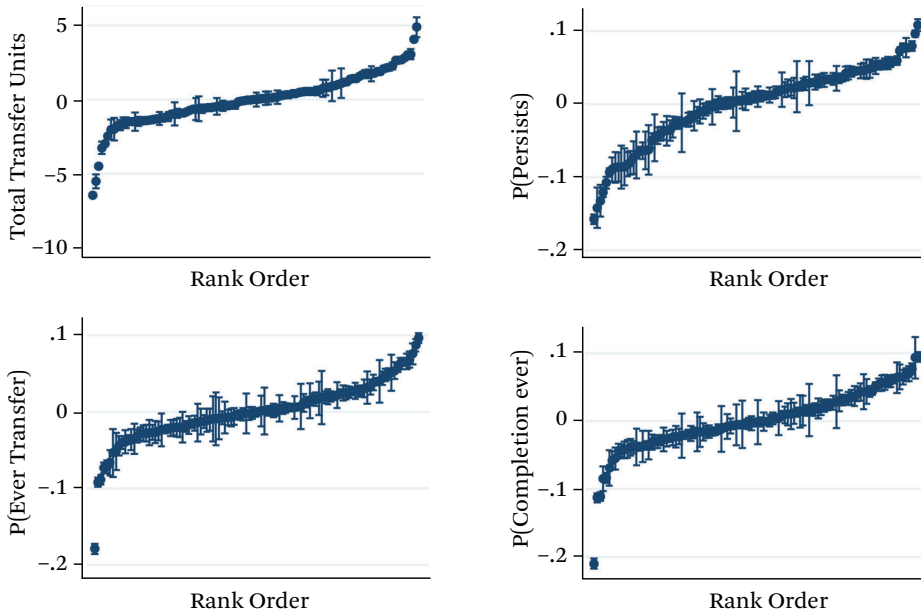 Total Transfer Units
5
0
−5
−10
Rank Order
P(Persists)
.1
0
−.1
−.2
Rank Order
P(Ever Transfer)
.1
0
−.1
−.2
Rank Order
P(Completion ever)
.1
0
−.1
−.2
Rank Order